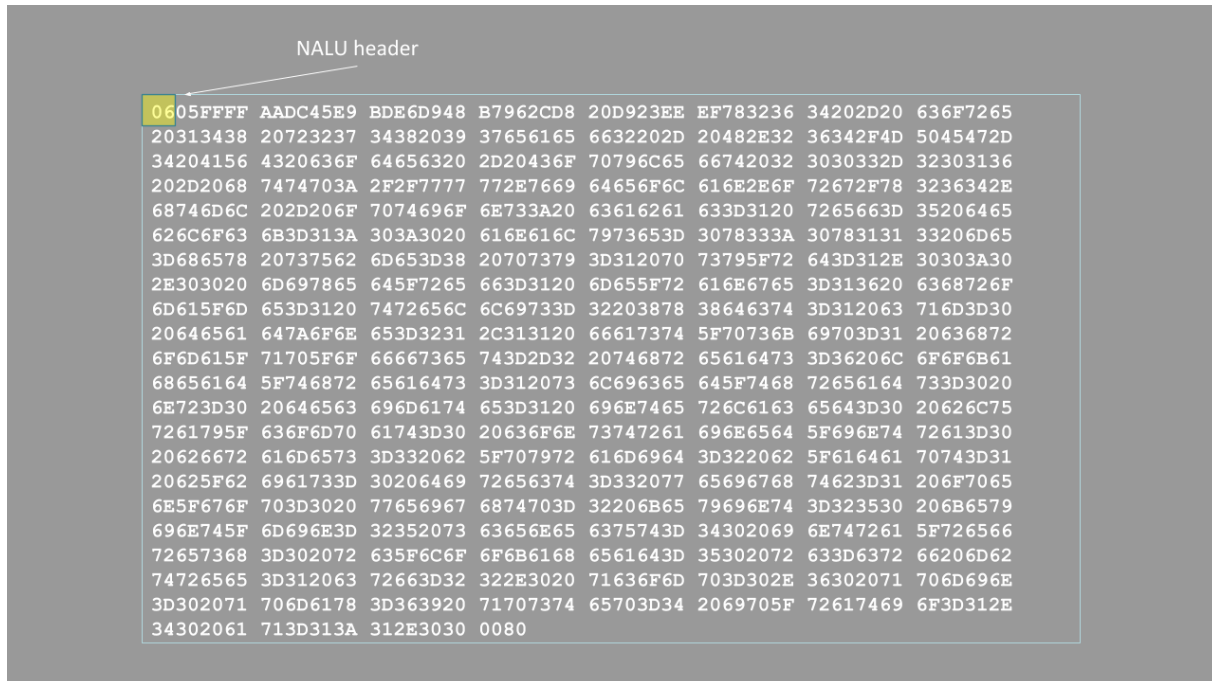 NALU header
0605FFFF AADC45E9 BDE6D948 B7962CD8 20D923EE EF783236 34202D20 636F7265
20313438 20723237 34382039 37656165 6632202D 20482E32 36342F4D 5045472D
34204156 4320636F 64656320 2D20436F 70796C65 66742032 3030332D 32303136
202D2068 7474703A 2F2F7777 772E7669 64656F6C 616E2E6F 72672F78 3236342E
68746D6C 202D206F 7074696F 6E733A20 63616261 633D3120 7265663D 35206465
626C6F63 6B3D313A 303A3020 616E616C 7973653D 3078333A 30783131 33206D65
3D686578 20737562 6D653D38 20707379 3D312070 73795F72 643D312E 30303A30
2E303020 6D697865 645F7265 663D3120 6D655F72 616E6765 3D313620 6368726F
6D615F6D 653D3120 7472656C 6C69733D 32203878 38646374 3D312063 716D3D30
20646561 647A6F6E 653D3231 2C313120 66617374 5F70736B 69703D31 20636872
6F6D615F 71705F6F 66667365 743D2D32 20746872 65616473 3D36206C 6F6F6B61
68656164 5F746872 65616473 3D312073 6C696365 645F7468 72656164 733D3020
6E723D30 20646563 696D6174 653D3120 696E7465 726C6163 65643D30 20626C75
7261795F 636F6D70 61743D30 20636F6E 73747261 696E6564 5F696E74 72613D30
20626672 616D6573 3D332062 5F707972 616D6964 3D322062 5F616461 70743D31
20625F62 6961733D 30206469 72656374 3D332077 65696768 74623D31 206F7065
6E5F676F 703D3020 77656967 6874703D 32206B65 79696E74 3D323530 206B6579
696E745F 6D696E3D 32352073 63656E65 6375743D 34302069 6E747261 5F726566
72657368 3D302072 635F6C6F 6F6B6168 6561643D 35302072 633D6372 66206D62
74726565 3D312063 72663D32 322E3020 71636F6D 703D302E 36302071 706D696E
3D302071 706D6178 3D363920 71707374 65703D34 2069705F 72617469 6F3D312E
34302061 713D313A 312E3030 0080